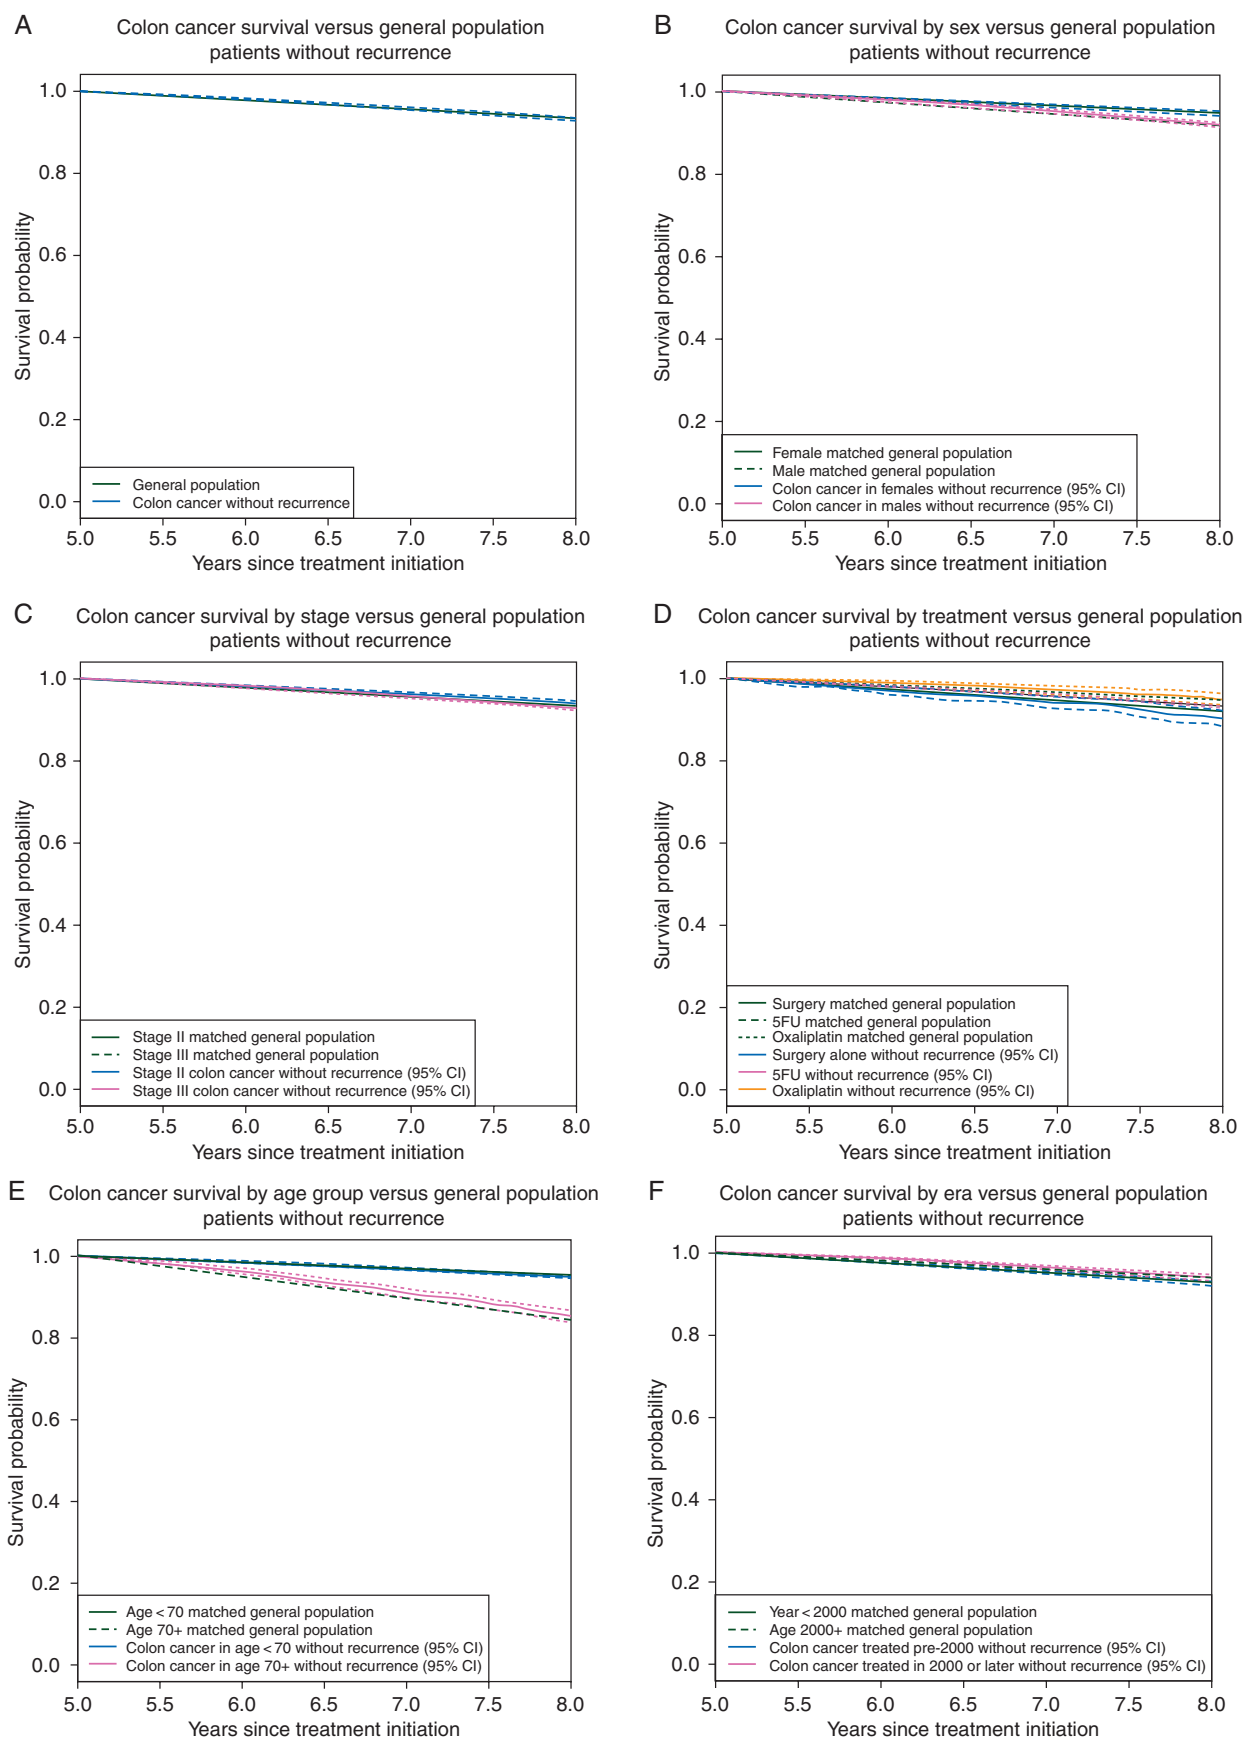 A
Colon cancer survival versus general population
patients without recurrence
1.0
0.8
0.6
0.4
0.2
0.0
Survival probability
General population
Colon cancer without recurrence
5.0 5.5 6.0 6.5 7.0 7.5 8.0
Years since treatment initiation
B
Colon cancer survival by sex versus general population
patients without recurrence
1.0
0.8
0.6
0.4
0.2
0.0
Survival probability
Female matched general population
Male matched general population
Colon cancer in females without recurrence (95% CI)
Colon cancer in males without recurrence (95% CI)
5.0 5.5 6.0 6.5 7.0 7.5 8.0
Years since treatment initiation
C
Colon cancer survival by stage versus general population
patients without recurrence
1.0
0.8
0.6
0.4
0.2
0.0
Survival probability
Stage II matched general population
Stage III matched general population
Stage II colon cancer without recurrence (95% CI)
Stage III colon cancer without recurrence (95% CI)
5.0 5.5 6.0 6.5 7.0 7.5 8.0
Years since treatment initiation
D
Colon cancer survival by treatment versus general population
patients without recurrence
1.0
0.8
0.6
0.4
0.2
0.0
Survival probability
Surgery matched general population
5FU matched general population
Oxaliplatin matched general population
Surgery alone without recurrence (95% CI)
5FU without recurrence (95% CI)
Oxaliplatin without recurrence (95% CI)
5.0 5.5 6.0 6.5 7.0 7.5 8.0
Years since treatment initiation
E
Colon cancer survival by age group versus general population
patients without recurrence
1.0
0.8
0.6
0.4
0.2
0.0
Survival probability
Age < 70 matched general population
Age 70+ matched general population
Colon cancer in age < 70 without recurrence (95% CI)
Colon cancer in age 70+ without recurrence (95% CI)
5.0 5.5 6.0 6.5 7.0 7.5 8.0
Years since treatment initiation
F
Colon cancer survival by era versus general population
patients without recurrence
1.0
0.8
0.6
0.4
0.2
0.0
Survival probability
Year < 2000 matched general population
Age 2000+ matched general population
Colon cancer treated pre-2000 without recurrence (95% CI)
Colon cancer treated in 2000 or later without recurrence (95% CI)
5.0 5.5 6.0 6.5 7.0 7.5 8.0
Years since treatment initiation